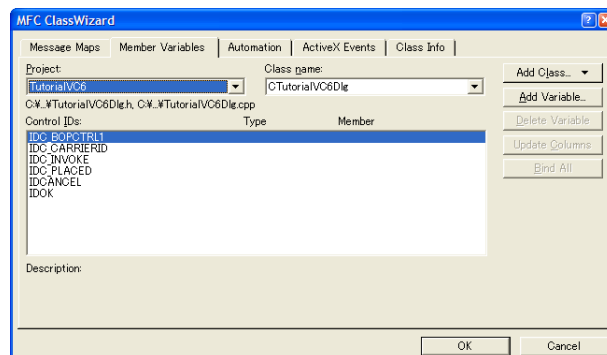 MFC ClassWizard
Message Maps Member Variables Automation ActiveX Events Class Info
Project: Class name:
TutorialVC6 CTutorialVC6Dlg
Add Class...
C:¥..¥TutorialVC6Dlg.h, C:¥..¥TutorialVC6Dlg.cpp
Add Variable...
Control IDs: Type Member
Delete Variable
IDC_BOPCTRL1
IDC_CARRIERID
IDC_INVOKE
IDC_PLACED
IDCANCEL
IDOK
Update Columns
Bind All
Description:
OK Cancel